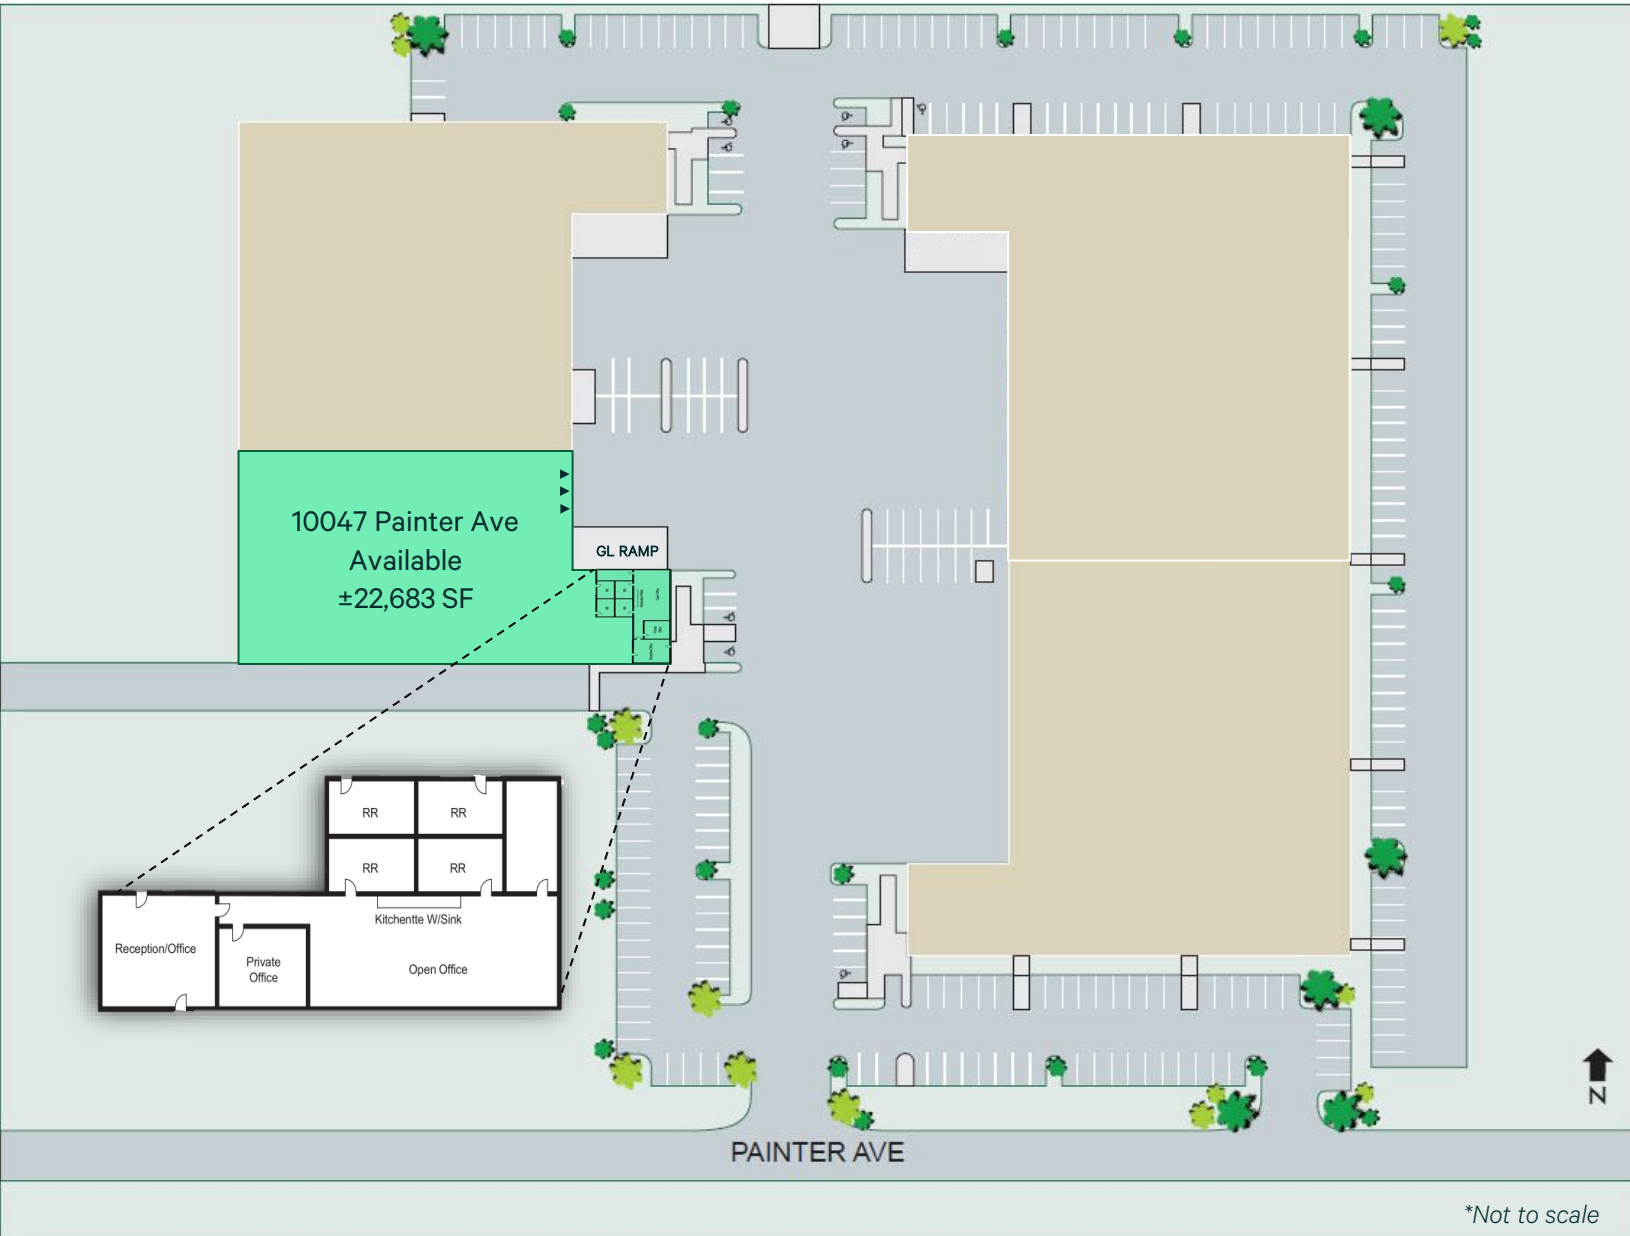 10047 Painter Ave
Available
±22,683 SF
GL RAMP
RR
RR
RR
RR
Kitchentte W/Sink
Reception/Office
Private
Office
Open Office
PAINTER AVE
N
*Not to scale